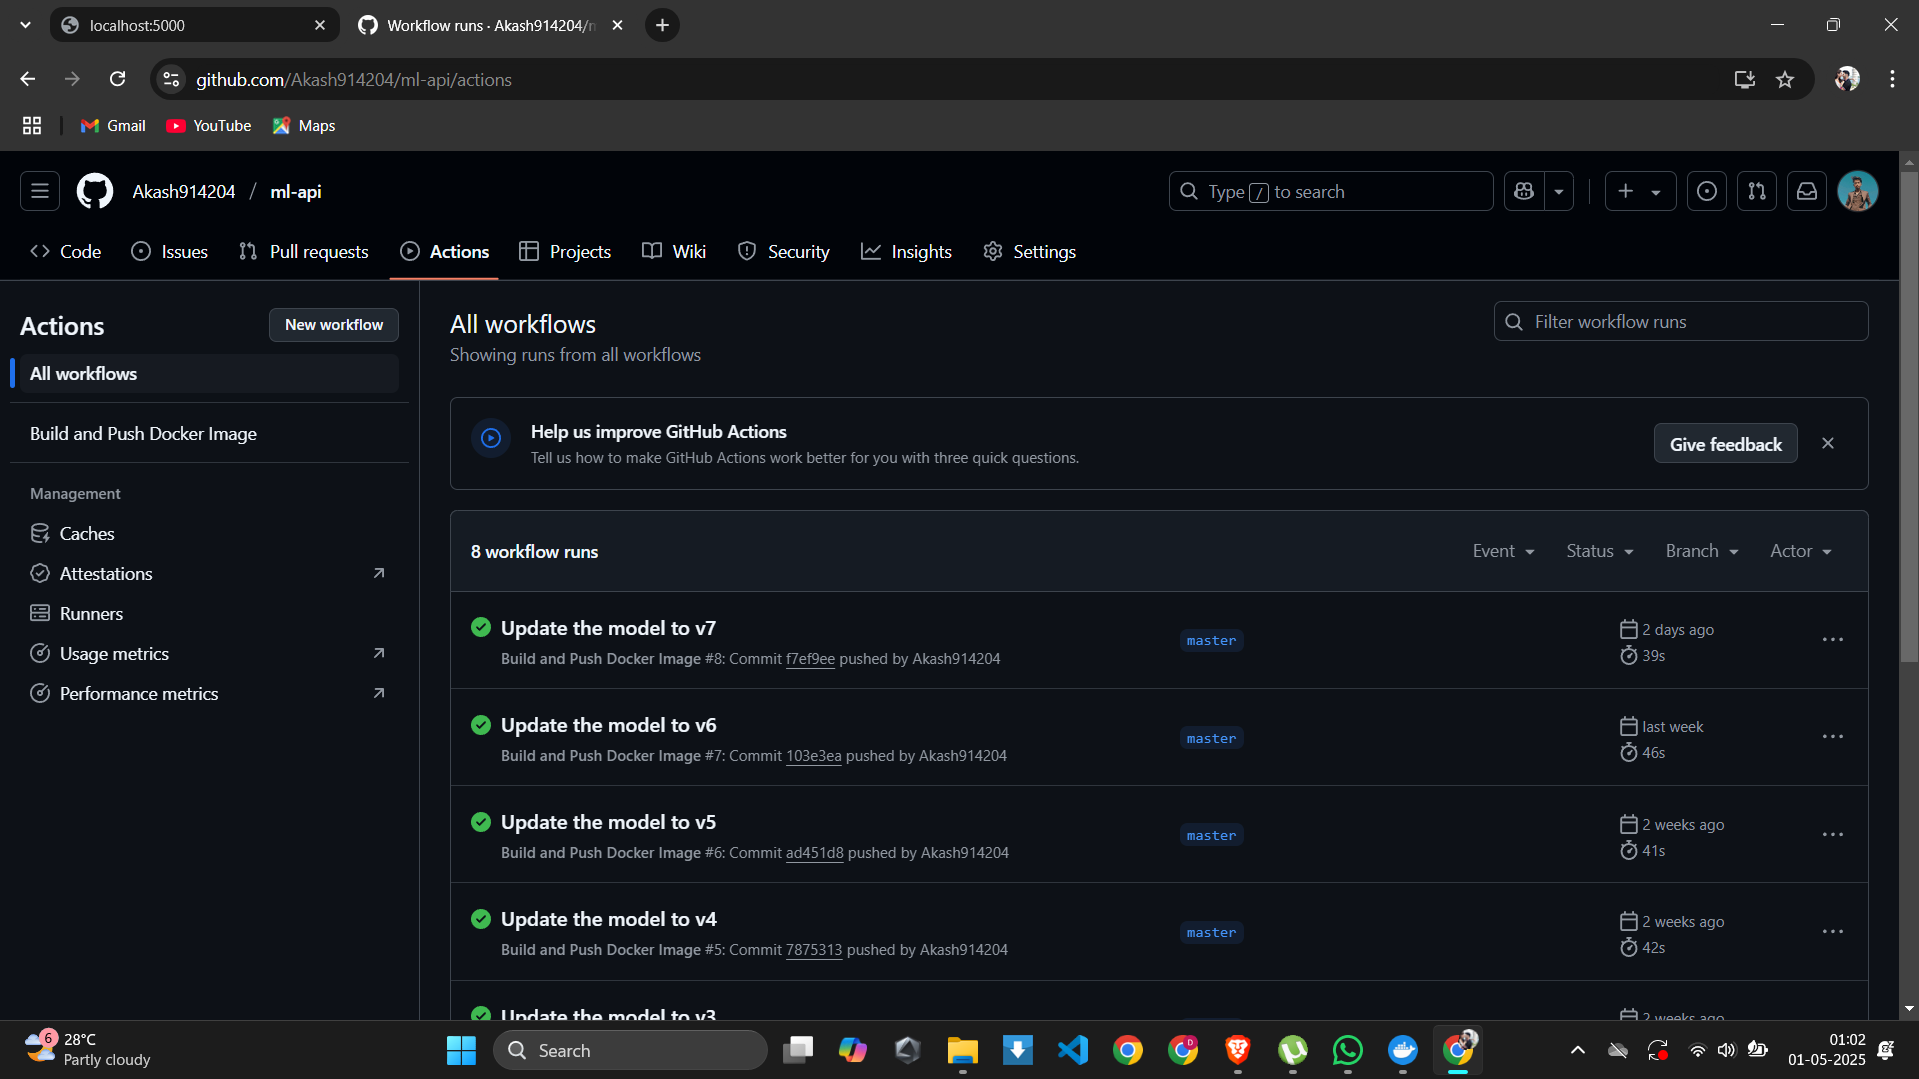 localhost:5000
Workflow runs · Akash914204/m
github.com/Akash914204/ml-api/actions
Gmail
YouTube
Maps
Akash914204 / ml-api
Type / to search
Code
Issues
Pull requests
Actions
Projects
Wiki
Security
Insights
Settings
Actions
New workflow
All workflows
Build and Push Docker Image
Management
Caches
Attestations
Runners
Usage metrics
Performance metrics
All workflows
Showing runs from all workflows
Filter workflow runs
Help us improve GitHub Actions
Tell us how to make GitHub Actions work better for you with three quick questions.
Give feedback
8 workflow runs
Event
Status
Branch
Actor
Update the model to v7
Build and Push Docker Image #8: Commit f7ef9ee pushed by Akash914204
master
2 days ago
39s
Update the model to v6
Build and Push Docker Image #7: Commit 103e3ea pushed by Akash914204
master
last week
46s
Update the model to v5
Build and Push Docker Image #6: Commit ad451d8 pushed by Akash914204
master
2 weeks ago
41s
Update the model to v4
Build and Push Docker Image #5: Commit 7875313 pushed by Akash914204
master
2 weeks ago
42s
Update the model to v3
2 weeks ago
6
28°C
Partly cloudy
Search
D
01:02
01-05-2025